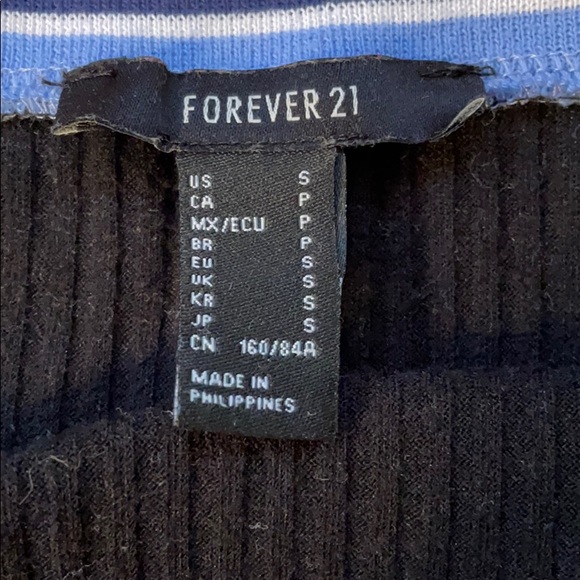 FOREVER 21
US S
CA P
MX/ECU P
BR P
EU S
UK S
KR S
JP S
CN 160/84A
MADE IN
PHILIPPINES